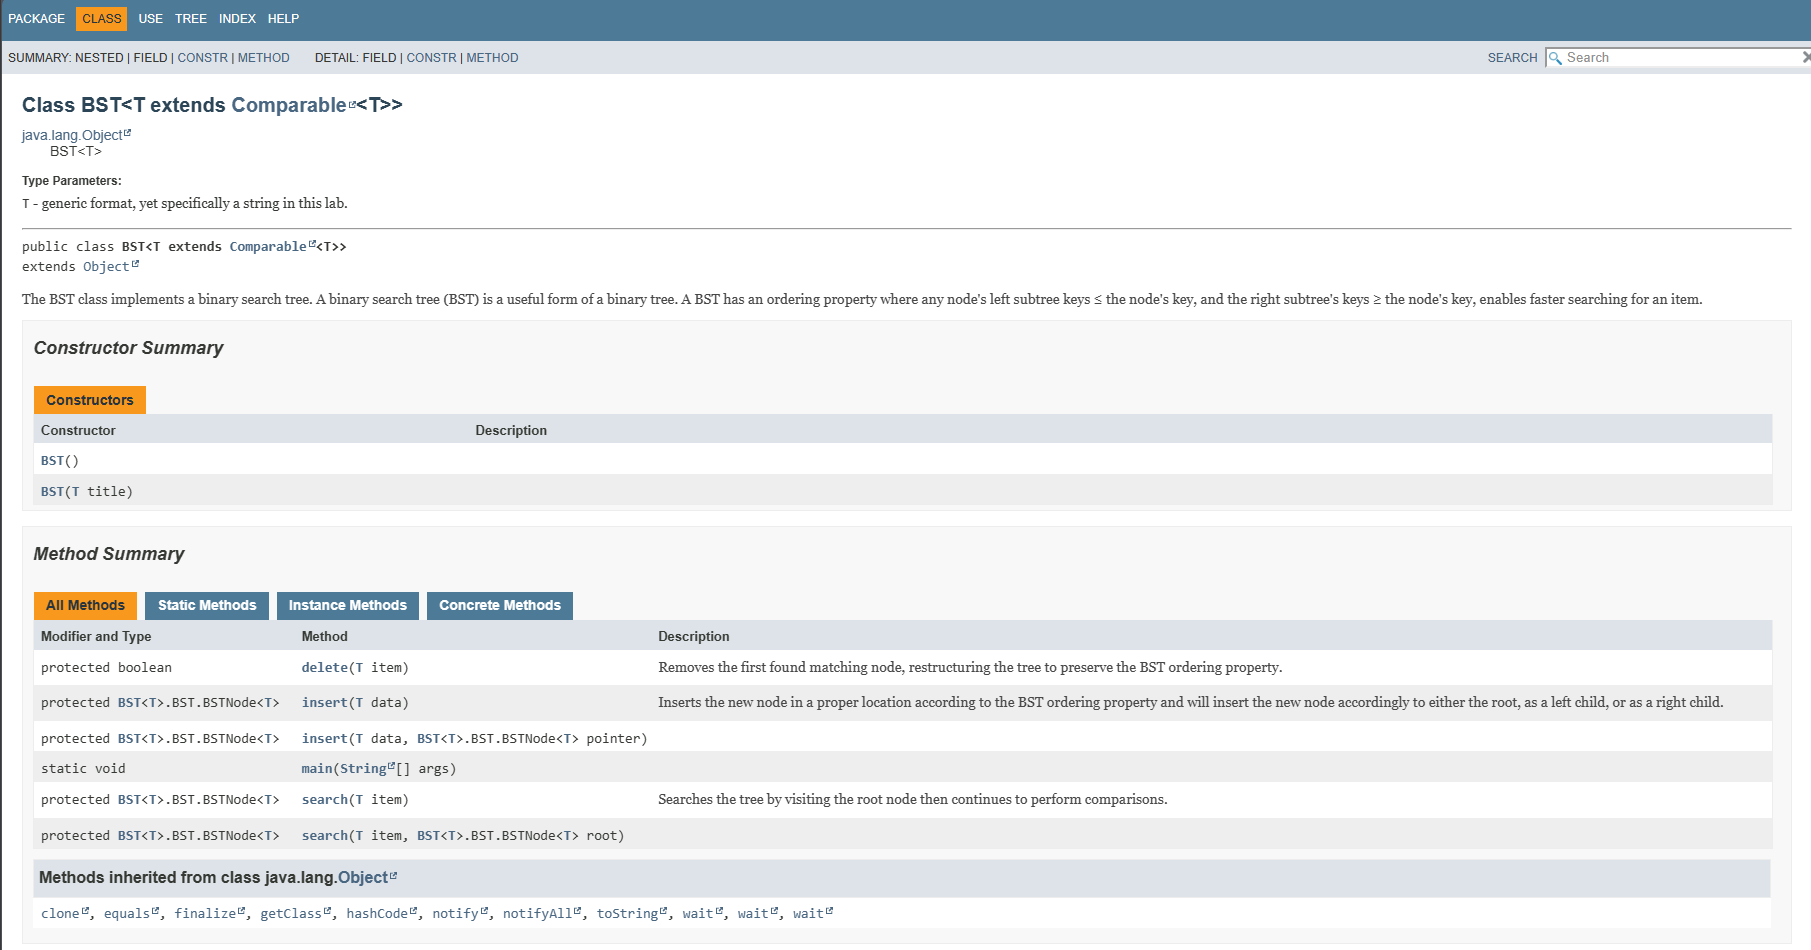 PACKAGE CLASS USE TREE INDEX HELP
SUMMARY: NESTED | FIELD | CONSTR | METHOD DETAIL: FIELD | CONSTR | METHOD SEARCH Search
Class BST<T extends Comparable<T>>
java.lang.Object
BST<T>
Type Parameters:
T - generic format, yet specifically a string in this lab.
public class BST<T extends Comparable<T>>
extends Object
The BST class implements a binary search tree. A binary search tree (BST) is a useful form of a binary tree. A BST has an ordering property where any node's left subtree keys ≤ the node's key, and the right subtree's keys ≥ the node's key, enables faster searching for an item.
Constructor Summary
Constructors
Constructor Description
BST()
BST(T title)
Method Summary
All Methods Static Methods Instance Methods Concrete Methods
Modifier and Type Method Description
protected boolean delete(T item) Removes the first found matching node, restructuring the tree to preserve the BST ordering property.
protected BST<T>.BST.BSTNode<T> insert(T data) Inserts the new node in a proper location according to the BST ordering property and will insert the new node accordingly to either the root, as a left child, or as a right child.
protected BST<T>.BST.BSTNode<T> insert(T data, BST<T>.BST.BSTNode<T> pointer)
static void main(String[] args)
protected BST<T>.BST.BSTNode<T> search(T item) Searches the tree by visiting the root node then continues to perform comparisons.
protected BST<T>.BST.BSTNode<T> search(T item, BST<T>.BST.BSTNode<T> root)
Methods inherited from class java.lang.Object
clone, equals, finalize, getClass, hashCode, notify, notifyAll, toString, wait, wait, wait